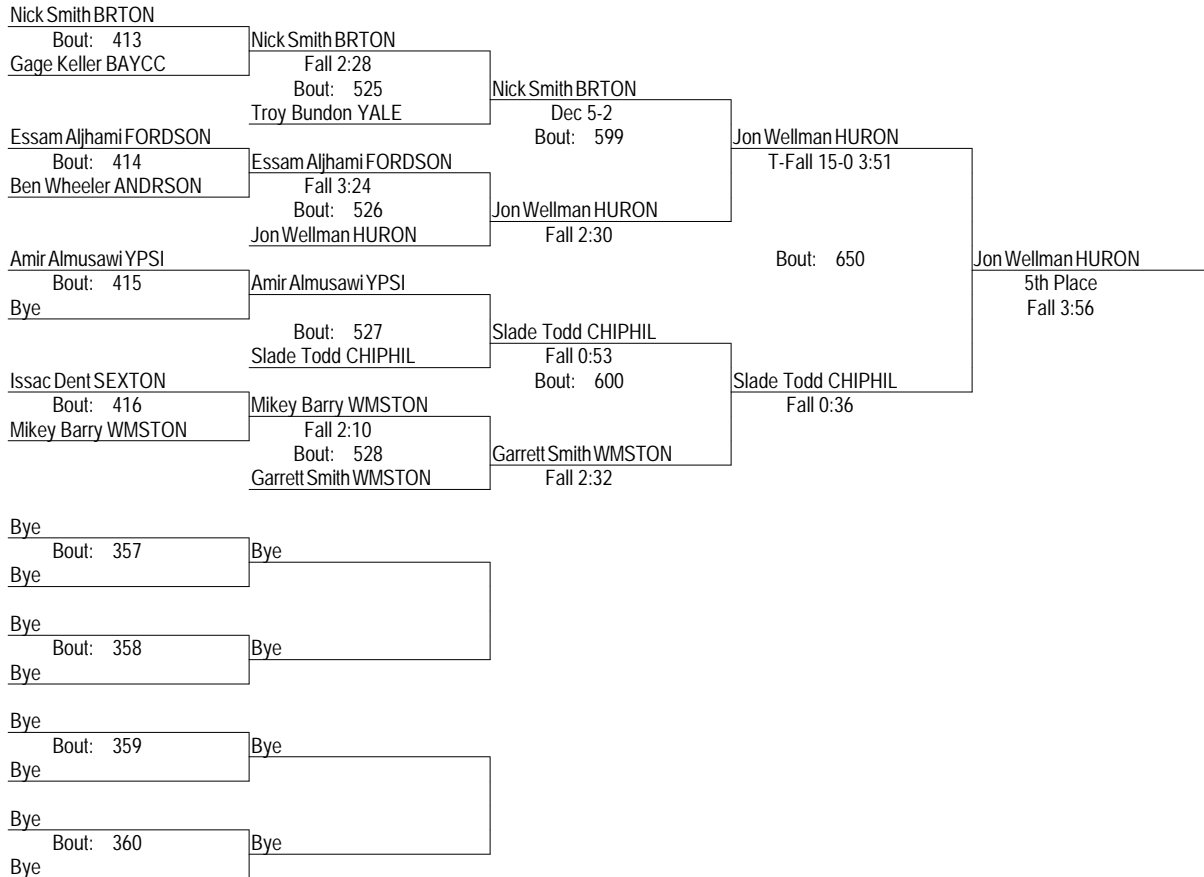 Nick Smith BRTON
Bout: 413
Gage Keller BAYCC
Nick Smith BRTON
Fall 2:28
Bout: 525
Troy Bundon YALE
Nick Smith BRTON
Dec 5-2
Bout: 599
Essam Aljhami FORDSON
Bout: 414
Ben Wheeler ANDRSON
Essam Aljhami FORDSON
Fall 3:24
Bout: 526
Jon Wellman HURON
Jon Wellman HURON
Fall 2:30
Jon Wellman HURON
T-Fall 15-0 3:51
Bout: 650
Jon Wellman HURON
5th Place
Fall 3:56
Amir Almusawi YPSI
Bout: 415
Bye
Amir Almusawi YPSI
Bout: 527
Slade Todd CHIPHIL
Slade Todd CHIPHIL
Fall 0:53
Bout: 600
Slade Todd CHIPHIL
Fall 0:36
Issac Dent SEXTON
Bout: 416
Mikey Barry WMSTON
Mikey Barry WMSTON
Fall 2:10
Bout: 528
Garrett Smith WMSTON
Garrett Smith WMSTON
Fall 2:32
Bye
Bout: 357
Bye
Bye
Bye
Bout: 358
Bye
Bye
Bye
Bout: 359
Bye
Bye
Bye
Bout: 360
Bye
Bye